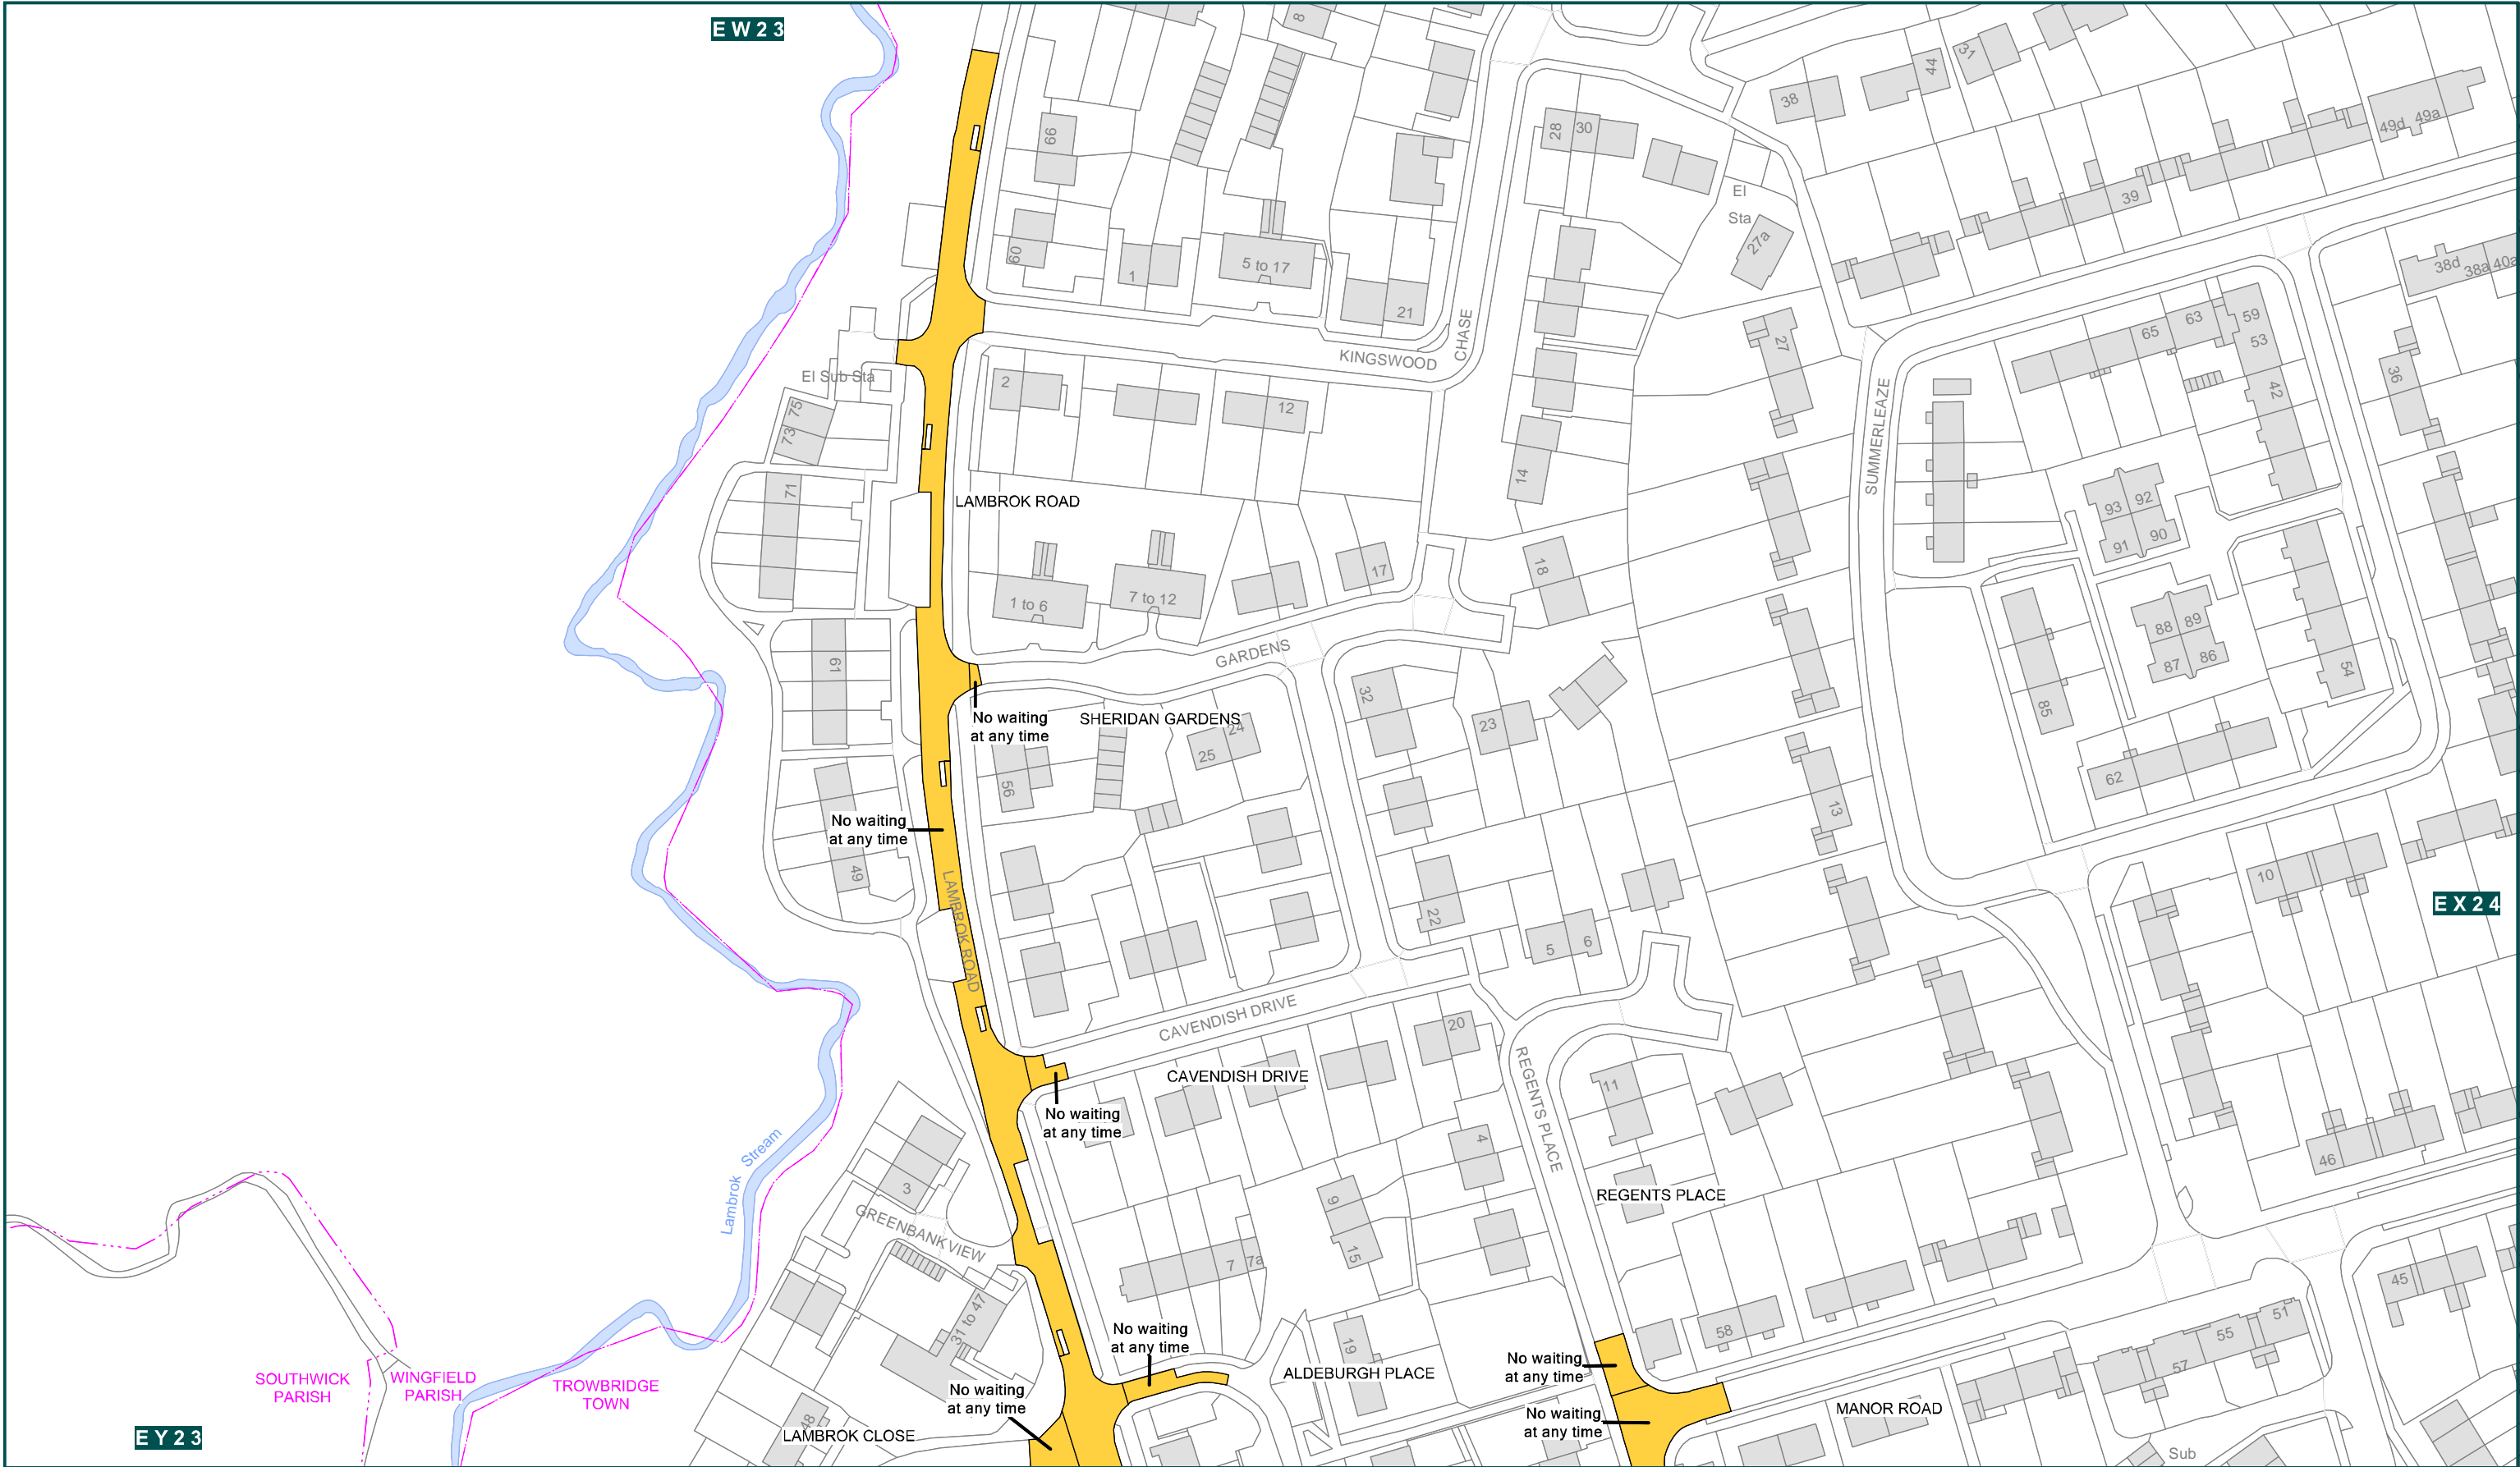 E W 2 3
8
66
60
1
5 to 17
21
KINGSWOOD
CHASE
28
30
38
44
31
49d
49a
39
El
Sta
27a
27
El Sub Sta
75
73
71
2
12
14
LAMBROK ROAD
1 to 6
7 to 12
17
18
GARDENS
61
No waiting
at any time
SHERIDAN GARDENS
24
25
56
32
23
No waiting
at any time
49
LAMBROK ROAD
22
5
6
13
SUMMERLEAZE
65
63
59
53
42
36
38d
38a
40a
93
92
91
90
88
89
87
86
85
54
62
10
E X 2 4
CAVENDISH DRIVE
20
CAVENDISH DRIVE
No waiting
at any time
REGENTS PLACE
11
4
REGENTS PLACE
9
15
7
7a
3
GREENBANK VIEW
31 to 47
Lambrok Stream
No waiting
at any time
No waiting
at any time
19
ALDEBURGH PLACE
No waiting
at any time
No waiting
at any time
58
46
45
51
55
57
MANOR ROAD
Sub
48
LAMBROK CLOSE
SOUTHWICK
PARISH
WINGFIELD
PARISH
TROWBRIDGE
TOWN
E Y 2 3